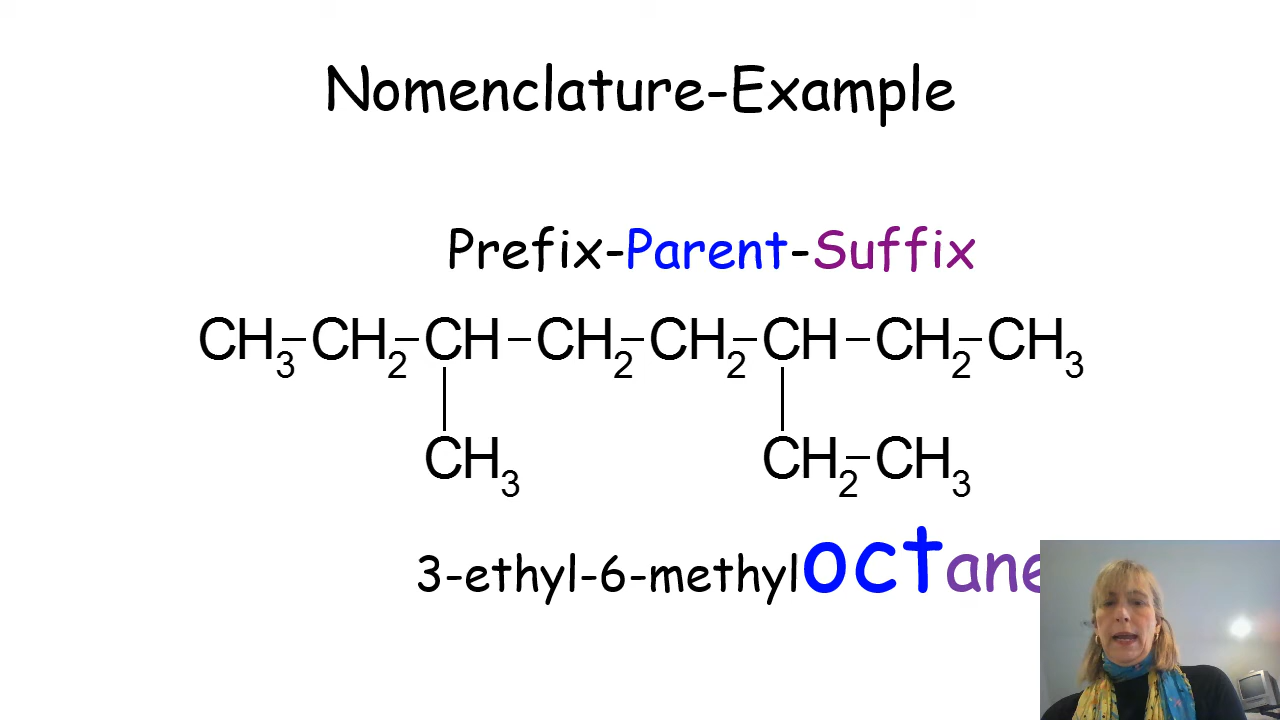 Nomenclature-Example
Prefix-Parent-Suffix
CH3-CH2-CH-CH2-CH2-CH-CH2-CH3
CH3 CH2-CH3
3-ethyl-6-methyloctane